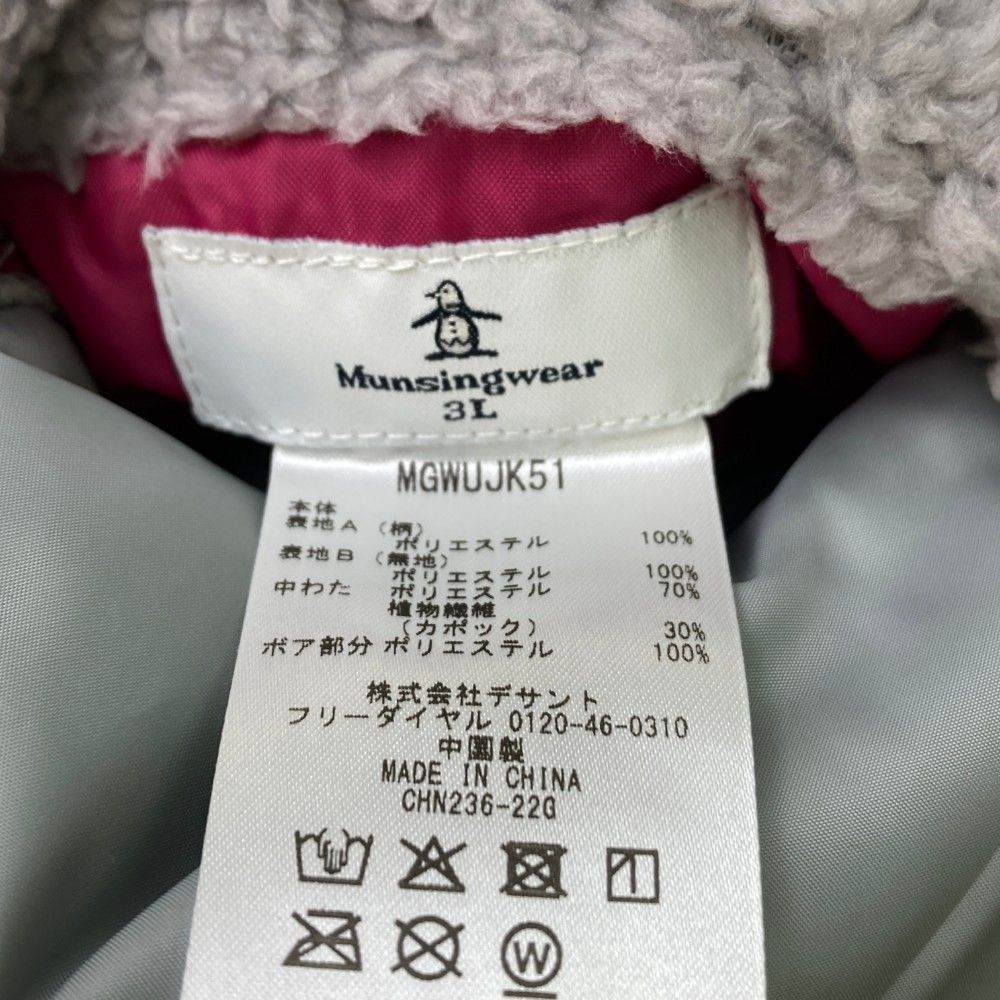 Munsingwear
3L
MGWUJK51
本体
表地A（柄）
ポリエステル 100%
表地B（無地）
ポリエステル 100%
中わた ポリエステル 70%
植物繊維
（カポック） 30%
ボア部分 ポリエステル 100%
株式会社デサント
フリーダイヤル 0120-46-0310
中国製
MADE IN CHINA
CHN236-22G
W